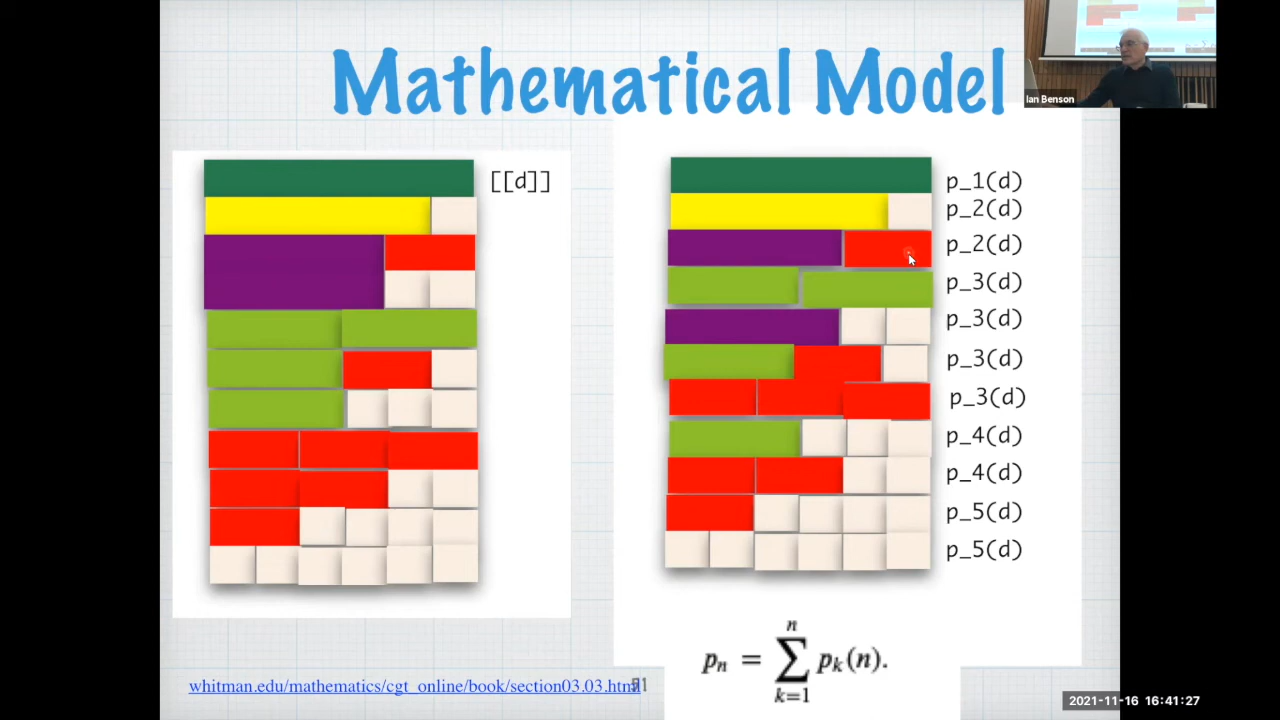 Mathematical Model
Ian Benson
[[d]]
p_1(d)
p_2(d)
p_2(d)
p_3(d)
p_3(d)
p_3(d)
p_3(d)
p_4(d)
p_4(d)
p_5(d)
p_5(d)
n
pₙ = ∑ pₖ(n).
k=1
whitman.edu/mathematics/cgt_online/book/section03.03.html
2021-11-16 16:41:27